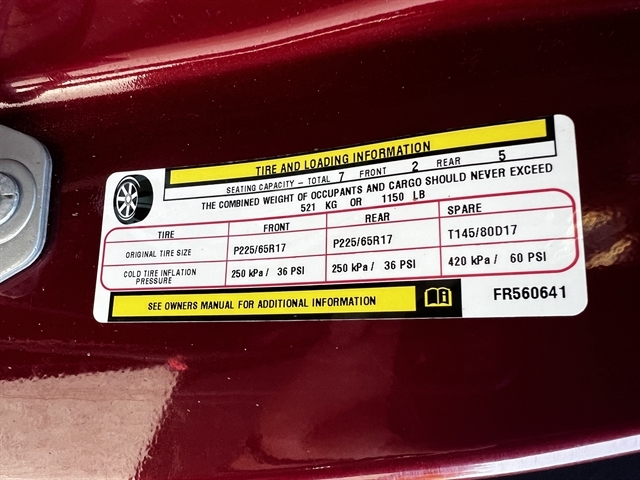 TIRE AND LOADING INFORMATION
SEATING CAPACITY – TOTAL 7 FRONT 2 REAR 5
THE COMBINED WEIGHT OF OCCUPANTS AND CARGO SHOULD NEVER EXCEED
521 KG OR 1150 LB
TIRE FRONT REAR SPARE
ORIGINAL TIRE SIZE P225/65R17 P225/65R17 T145/80D17
COLD TIRE INFLATION PRESSURE 250 kPa / 36 PSI 250 kPa / 36 PSI 420 kPa / 60 PSI
SEE OWNERS MANUAL FOR ADDITIONAL INFORMATION FR560641